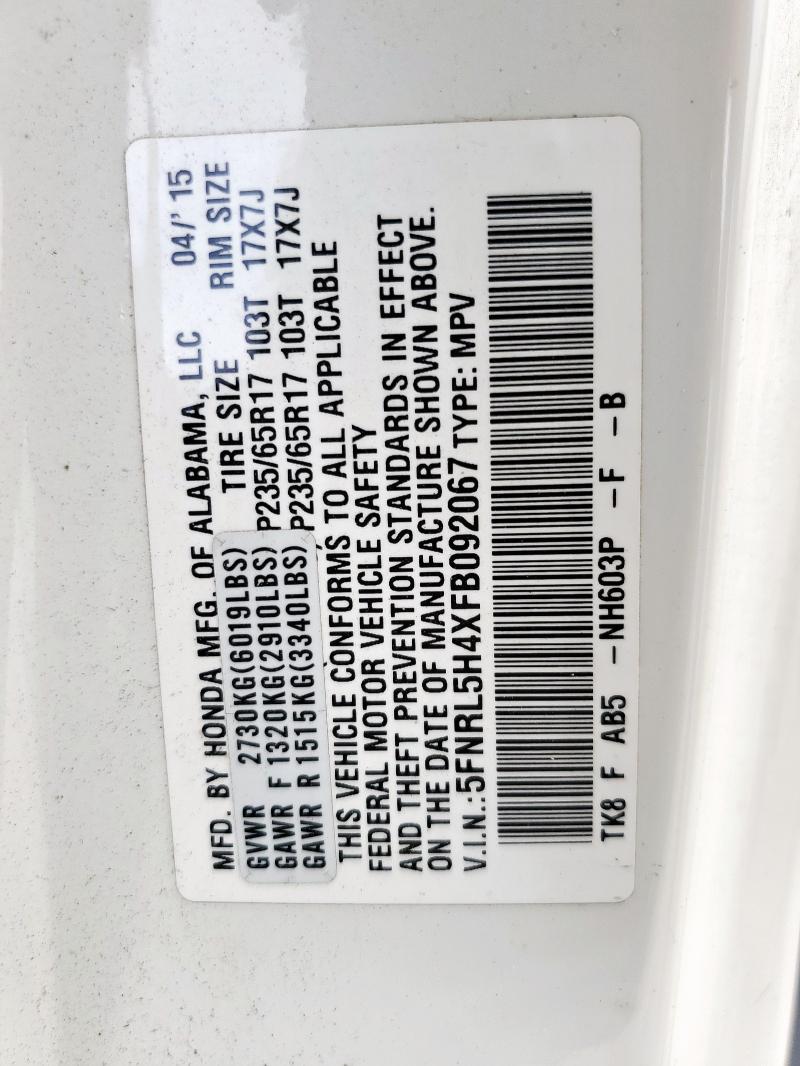 MFD. BY HONDA MFG. OF ALABAMA, LLC 04/'15
TIRE SIZE RIM SIZE
GVWR 2730KG(6019LBS)
GAWR F 1320KG(2910LBS) P235/65R17 103T 17X7J
GAWR R 1515KG(3340LBS) P235/65R17 103T 17X7J
THIS VEHICLE CONFORMS TO ALL APPLICABLE
FEDERAL MOTOR VEHICLE SAFETY
AND THEFT PREVENTION STANDARDS IN EFFECT
ON THE DATE OF MANUFACTURE SHOWN ABOVE.
V.I.N.:5FNRL5H4XFB092067 TYPE: MPV
TK8 F AB5 -NH603P -F -B